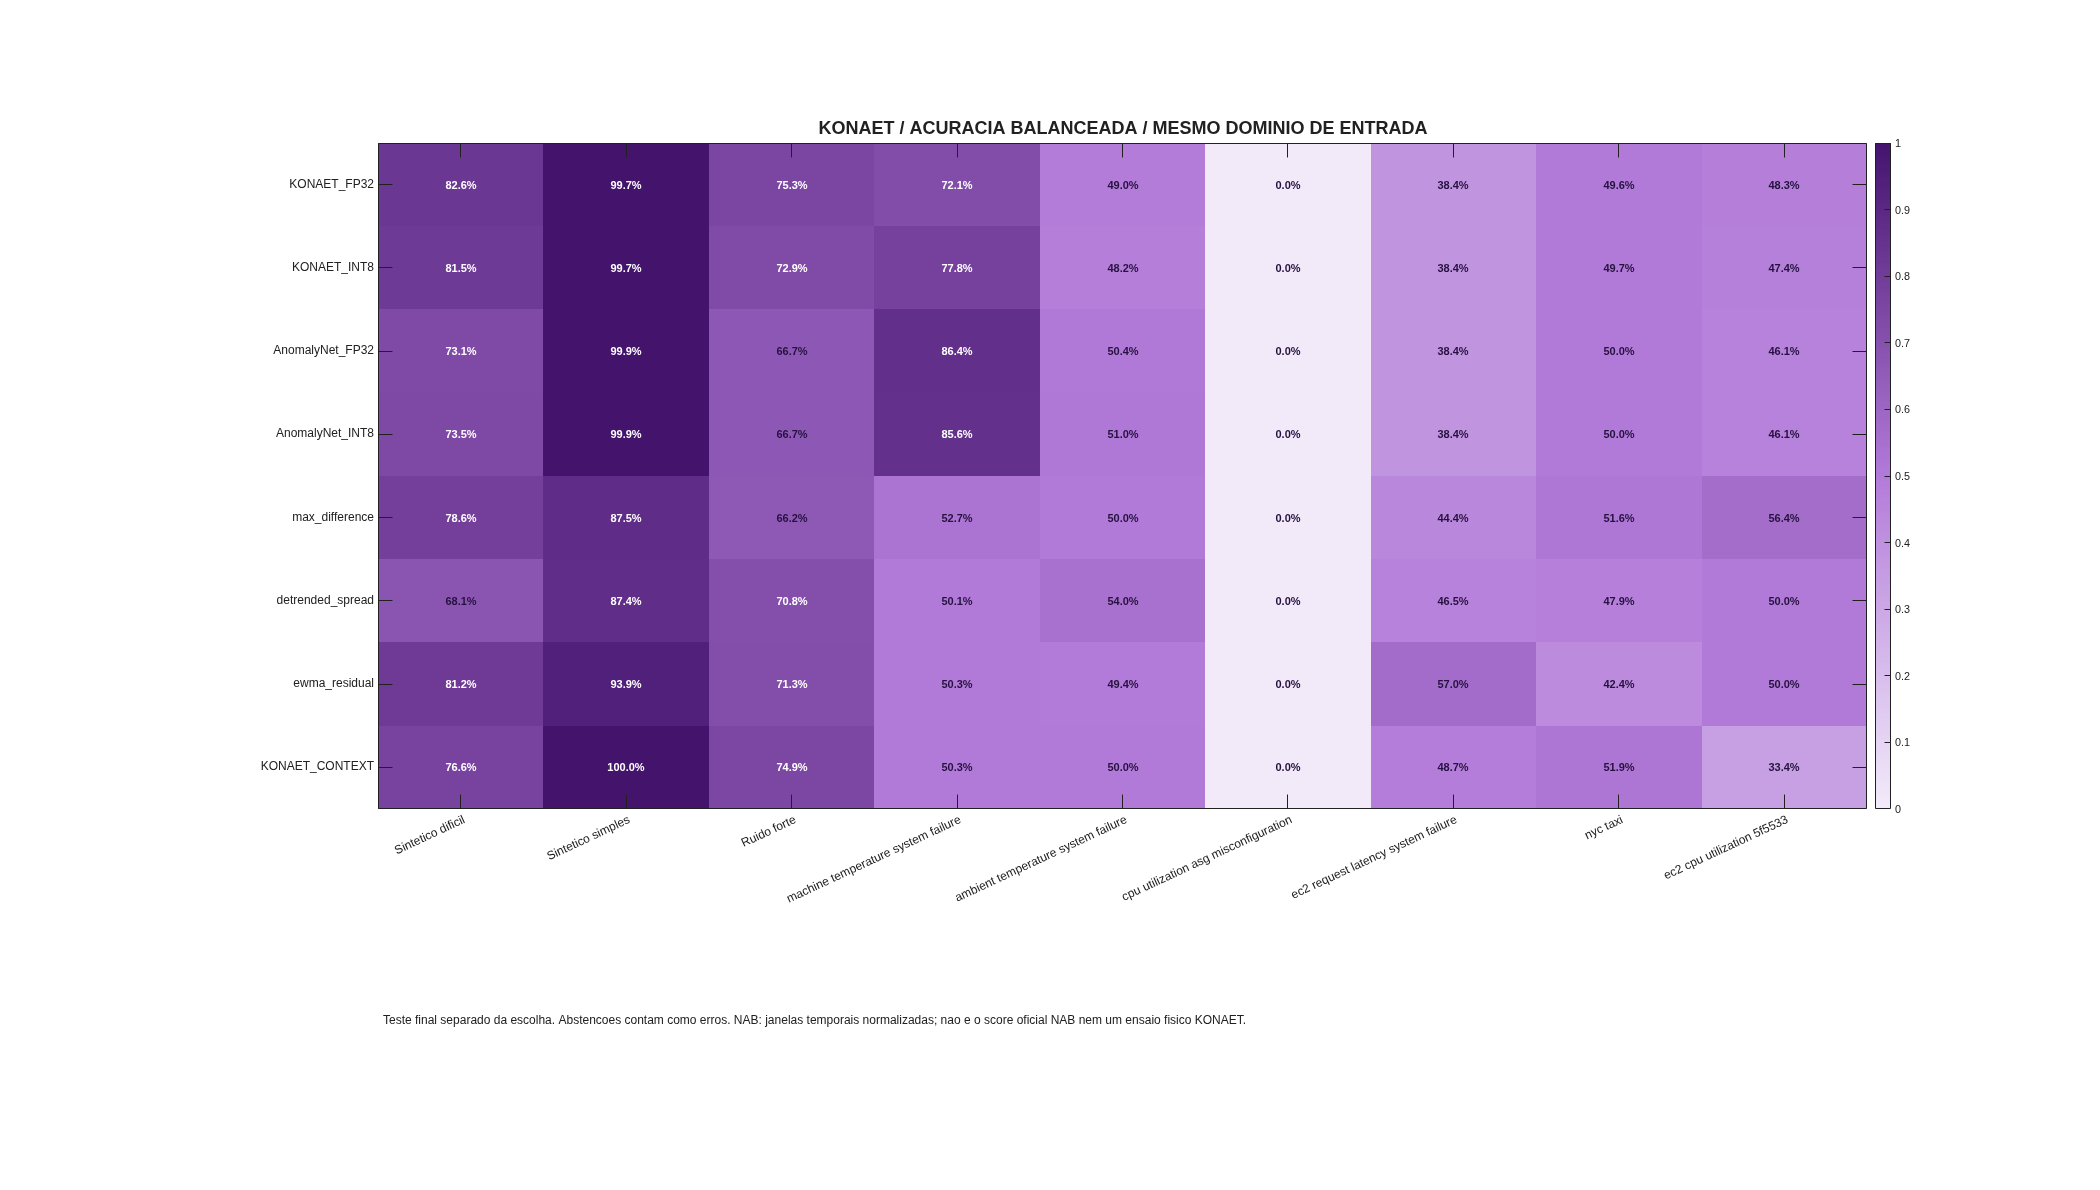 KONAET / ACURACIA BALANCEADA / MESMO DOMINIO DE ENTRADA
KONAET_FP32 82.6% 99.7% 75.3% 72.1% 49.0% 0.0% 38.4% 49.6% 48.3%
KONAET_INT8 81.5% 99.7% 72.9% 77.8% 48.2% 0.0% 38.4% 49.7% 47.4%
AnomalyNet_FP32 73.1% 99.9% 66.7% 86.4% 50.4% 0.0% 38.4% 50.0% 46.1%
AnomalyNet_INT8 73.5% 99.9% 66.7% 85.6% 51.0% 0.0% 38.4% 50.0% 46.1%
max_difference 78.6% 87.5% 66.2% 52.7% 50.0% 0.0% 44.4% 51.6% 56.4%
detrended_spread 68.1% 87.4% 70.8% 50.1% 54.0% 0.0% 46.5% 47.9% 50.0%
ewma_residual 81.2% 93.9% 71.3% 50.3% 49.4% 0.0% 57.0% 42.4% 50.0%
KONAET_CONTEXT 76.6% 100.0% 74.9% 50.3% 50.0% 0.0% 48.7% 51.9% 33.4%
Sintetico dificil
Sintetico simples
Ruido forte
machine temperature system failure
ambient temperature system failure
cpu utilization asg misconfiguration
ec2 request latency system failure
nyc taxi
ec2 cpu utilization 5f5533
1
0.9
0.8
0.7
0.6
0.5
0.4
0.3
0.2
0.1
0
Teste final separado da escolha. Abstencoes contam como erros. NAB: janelas temporais normalizadas; nao e o score oficial NAB nem um ensaio fisico KONAET.